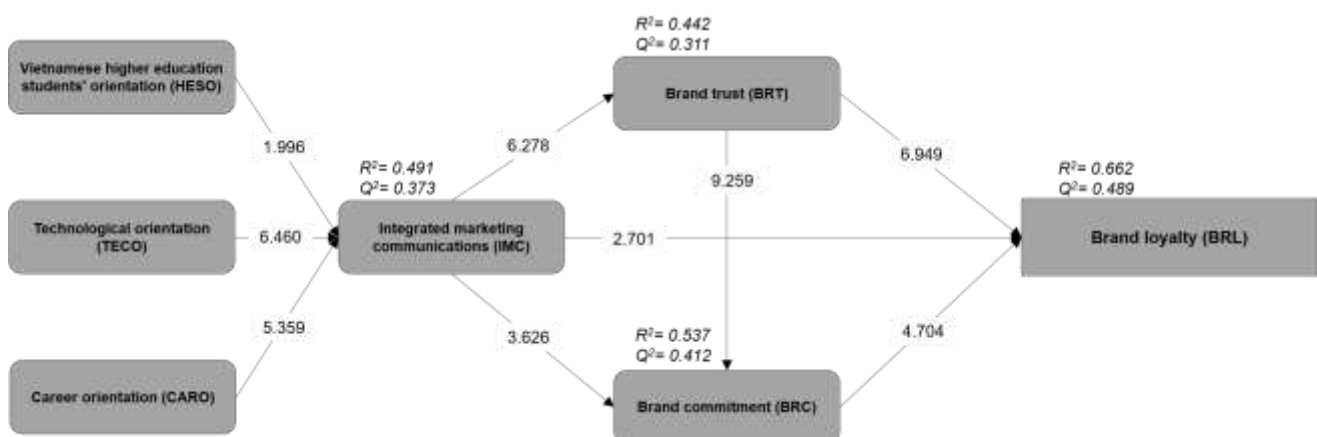 R²= 0.442
Q²= 0.311
Vietnamese higher education
students' orientation (HESO)
Brand trust (BRT)
1.996
6.278
6.949
R²= 0.491
Q²= 0.373
9.259
R²= 0.662
Q²= 0.489
Technological orientation
(TECO)
6.460
Integrated marketing
communications (IMC)
2.701
Brand loyalty (BRL)
5.359
3.626
R²= 0.537
Q²= 0.412
4.704
Career orientation (CARO)
Brand commitment (BRC)